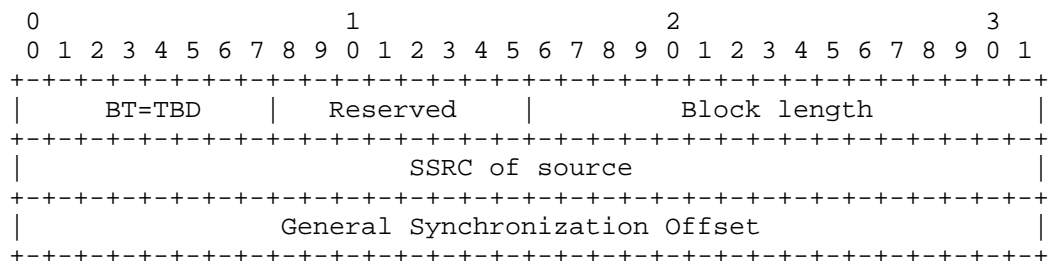 0                   1                   2                   3
 0 1 2 3 4 5 6 7 8 9 0 1 2 3 4 5 6 7 8 9 0 1 2 3 4 5 6 7 8 9 0 1
+-+-+-+-+-+-+-+-+-+-+-+-+-+-+-+-+-+-+-+-+-+-+-+-+-+-+-+-+-+-+-+-+
|     BT=TBD    |   Reserved    |         Block length          |
+-+-+-+-+-+-+-+-+-+-+-+-+-+-+-+-+-+-+-+-+-+-+-+-+-+-+-+-+-+-+-+-+
|                        SSRC of source                         |
+-+-+-+-+-+-+-+-+-+-+-+-+-+-+-+-+-+-+-+-+-+-+-+-+-+-+-+-+-+-+-+-+
|                General Synchronization Offset                 |
+-+-+-+-+-+-+-+-+-+-+-+-+-+-+-+-+-+-+-+-+-+-+-+-+-+-+-+-+-+-+-+-+